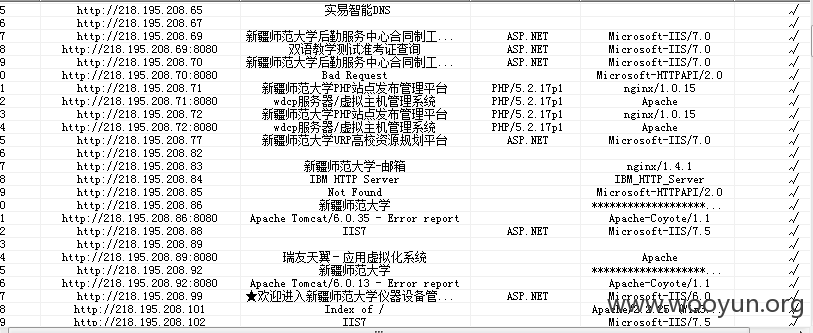 5 http://218.195.208.65 实易智能DNS √
6 http://218.195.208.67 √
7 http://218.195.208.69 新疆师范大学后勤服务中心合同制工... ASP.NET Microsoft-IIS/7.0 √
8 http://218.195.208.69:8080 双语教学测试准考证查询 ASP.NET Microsoft-IIS/7.0 √
9 http://218.195.208.70 新疆师范大学后勤服务中心合同制工... ASP.NET Microsoft-IIS/7.0 √
0 http://218.195.208.70:8080 Bad Request Microsoft-HTTPAPI/2.0 √
1 http://218.195.208.71 新疆师范大学PHP站点发布管理平台 PHP/5.2.17p1 nginx/1.0.15 √
2 http://218.195.208.71:8080 wdcp服务器/虚拟主机管理系统 PHP/5.2.17p1 Apache √
3 http://218.195.208.72 新疆师范大学PHP站点发布管理平台 PHP/5.2.17p1 nginx/1.0.15 √
4 http://218.195.208.72:8080 wdcp服务器/虚拟主机管理系统 PHP/5.2.17p1 Apache √
5 http://218.195.208.77 新疆师范大学URP高校资源规划平台 ASP.NET Microsoft-IIS/7.0 √
6 http://218.195.208.82 √
7 http://218.195.208.83 新疆师范大学-邮箱 nginx/1.4.1 √
8 http://218.195.208.84 IBM HTTP Server IBM_HTTP_Server √
9 http://218.195.208.85 Not Found Microsoft-HTTPAPI/2.0 √
0 http://218.195.208.86 新疆师范大学 *******************... √
1 http://218.195.208.86:8080 Apache Tomcat/6.0.35 - Error report Apache-Coyote/1.1 √
2 http://218.195.208.88 IIS7 ASP.NET Microsoft-IIS/7.5 √
3 http://218.195.208.89 √
4 http://218.195.208.89:8080 瑞友天翼－应用虚拟化系统 Apache √
5 http://218.195.208.92 新疆师范大学 *******************... √
6 http://218.195.208.92:8080 Apache Tomcat/6.0.13 - Error report Apache-Coyote/1.1 √
7 http://218.195.208.99 ★欢迎进入新疆师范大学仪器设备管... ASP.NET Microsoft-IIS/6.0 √
8 http://218.195.208.101 Index of / Apache/2.2.25 (Win3... √
9 http://218.195.208.102 IIS7 ASP.NET Microsoft-IIS/7.5 √
www.wooyun.org